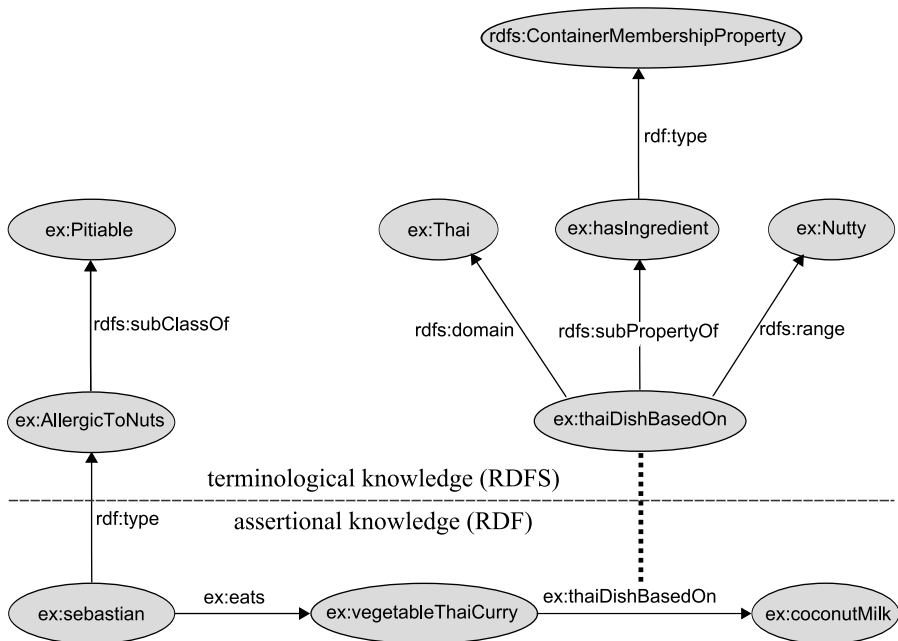 rdfs:ContainerMembershipProperty
rdf:type
ex:Pitiable
ex:Thai
ex:hasIngredient
ex:Nutty
rdfs:subClassOf
rdfs:domain
rdfs:subPropertyOf
rdfs:range
ex:AllergicToNuts
ex:thaiDishBasedOn
terminological knowledge (RDFS)
rdf:type
assertional knowledge (RDF)
ex:sebastian
ex:eats
ex:vegetableThaiCurry
ex:thaiDishBasedOn
ex:coconutMilk